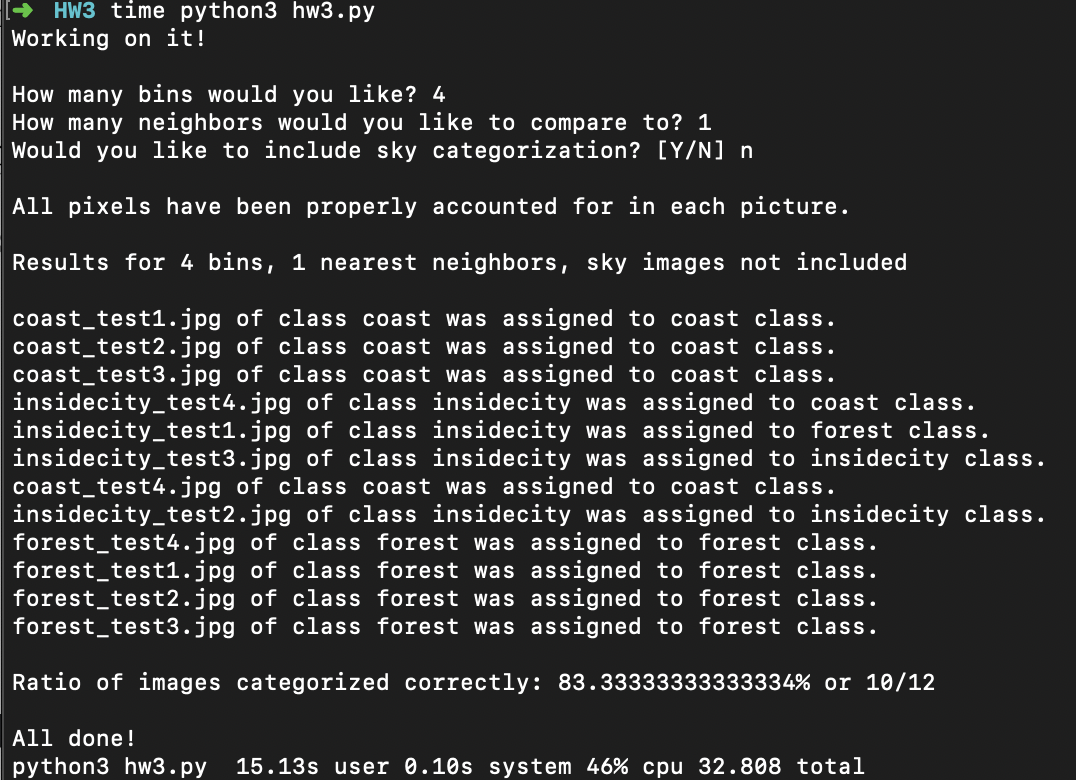 ➜ HW3 time python3 hw3.py
Working on it!
How many bins would you like? 4
How many neighbors would you like to compare to? 1
Would you like to include sky categorization? [Y/N] n
All pixels have been properly accounted for in each picture.
Results for 4 bins, 1 nearest neighbors, sky images not included
coast_test1.jpg of class coast was assigned to coast class.
coast_test2.jpg of class coast was assigned to coast class.
coast_test3.jpg of class coast was assigned to coast class.
insidecity_test4.jpg of class insidecity was assigned to coast class.
insidecity_test1.jpg of class insidecity was assigned to forest class.
insidecity_test3.jpg of class insidecity was assigned to insidecity class.
coast_test4.jpg of class coast was assigned to coast class.
insidecity_test2.jpg of class insidecity was assigned to insidecity class.
forest_test4.jpg of class forest was assigned to forest class.
forest_test1.jpg of class forest was assigned to forest class.
forest_test2.jpg of class forest was assigned to forest class.
forest_test3.jpg of class forest was assigned to forest class.
Ratio of images categorized correctly: 83.33333333333334% or 10/12
All done!
python3 hw3.py  15.13s user 0.10s system 46% cpu 32.808 total